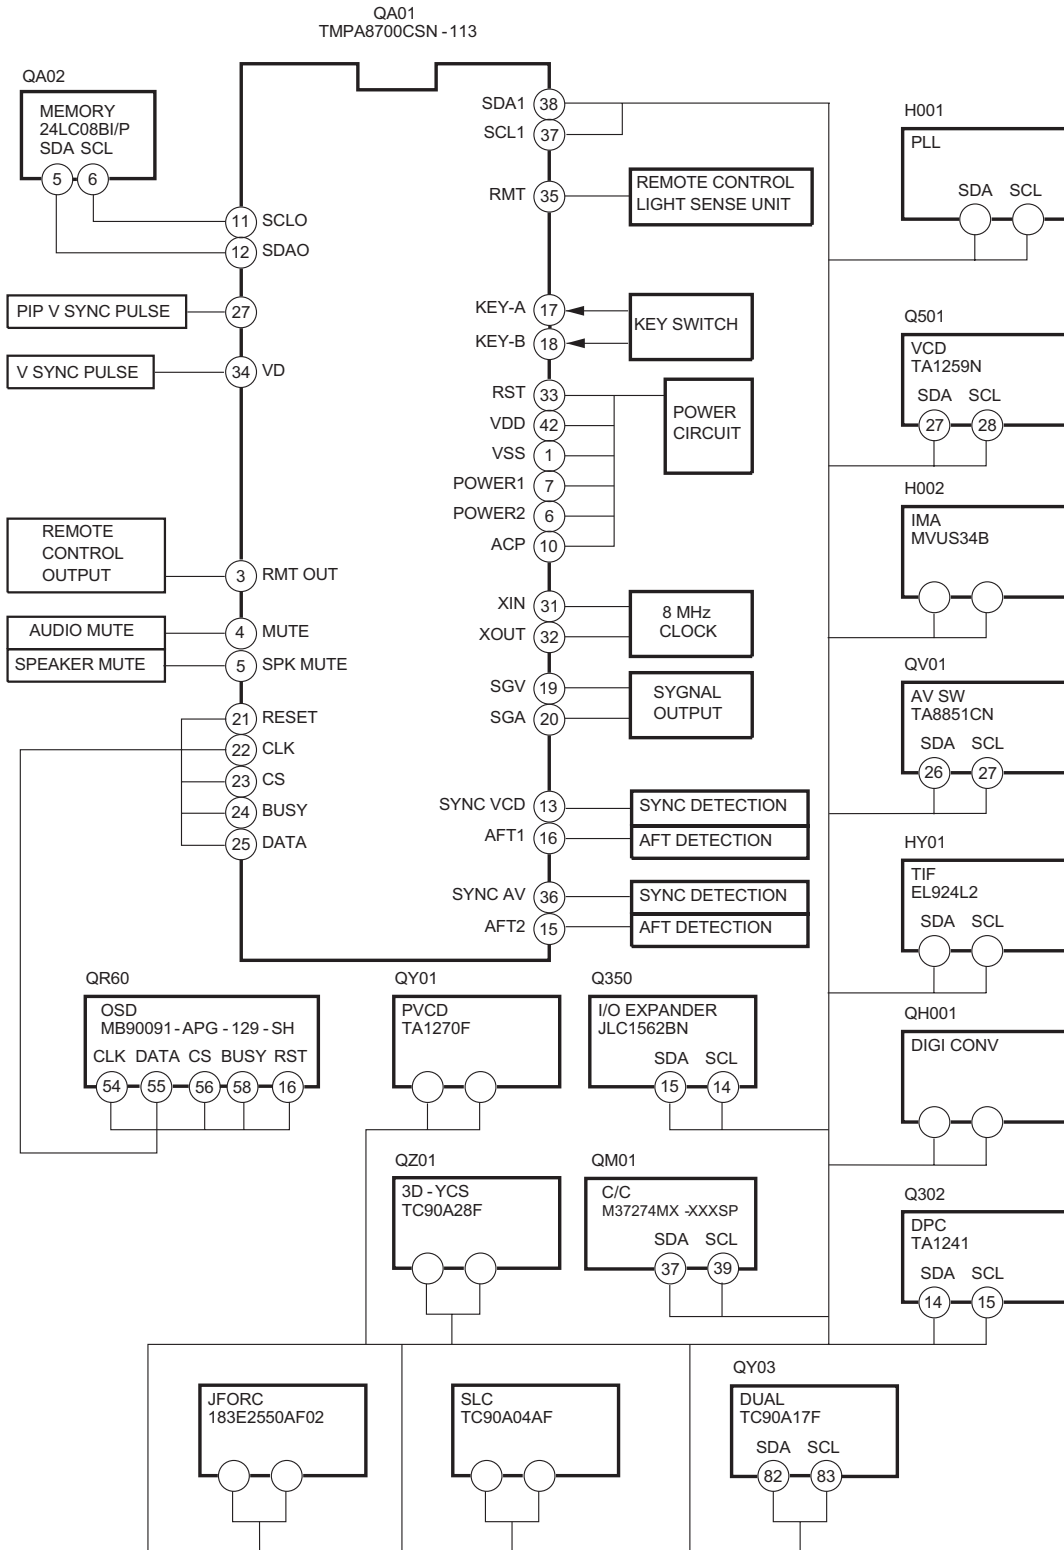 QA01
TMPA8700CSN-113
QA02
MEMORY
24LC08BI/P
SDA SCL
5 6
11 SCLO
12 SDAO
PIP V SYNC PULSE 27
V SYNC PULSE 34 VD
REMOTE
CONTROL
OUTPUT
3 RMT OUT
AUDIO MUTE 4 MUTE
SPEAKER MUTE 5 SPK MUTE
21 RESET
22 CLK
23 CS
24 BUSY
25 DATA
SDA1 38
SCL1 37
RMT 35
REMOTE CONTROL
LIGHT SENSE UNIT
KEY-A 17
KEY-B 18
KEY SWITCH
RST 33
VDD 42
VSS 1
POWER1 7
POWER2 6
ACP 10
POWER
CIRCUIT
XIN 31
XOUT 32
8 MHz
CLOCK
SGV 19
SGA 20
SYGNAL
OUTPUT
SYNC VCD 13 SYNC DETECTION
AFT1 16 AFT DETECTION
SYNC AV 36 SYNC DETECTION
AFT2 15 AFT DETECTION
H001
PLL
SDA SCL
Q501
VCD
TA1259N
SDA SCL
27 28
H002
IMA
MVUS34B
QV01
AV SW
TA8851CN
SDA SCL
26 27
HY01
TIF
EL924L2
SDA SCL
QH001
DIGI CONV
Q302
DPC
TA1241
SDA SCL
14 15
QR60
OSD
MB90091-APG-129-SH
CLK DATA CS BUSY RST
54 55 56 58 16
QY01
PVCD
TA1270F
Q350
I/O EXPANDER
JLC1562BN
SDA SCL
15 14
QZ01
3D-YCS
TC90A28F
QM01
C/C
M37274MX-XXXSP
SDA SCL
37 39
JFORC
183E2550AF02
SLC
TC90A04AF
QY03
DUAL
TC90A17F
SDA SCL
82 83